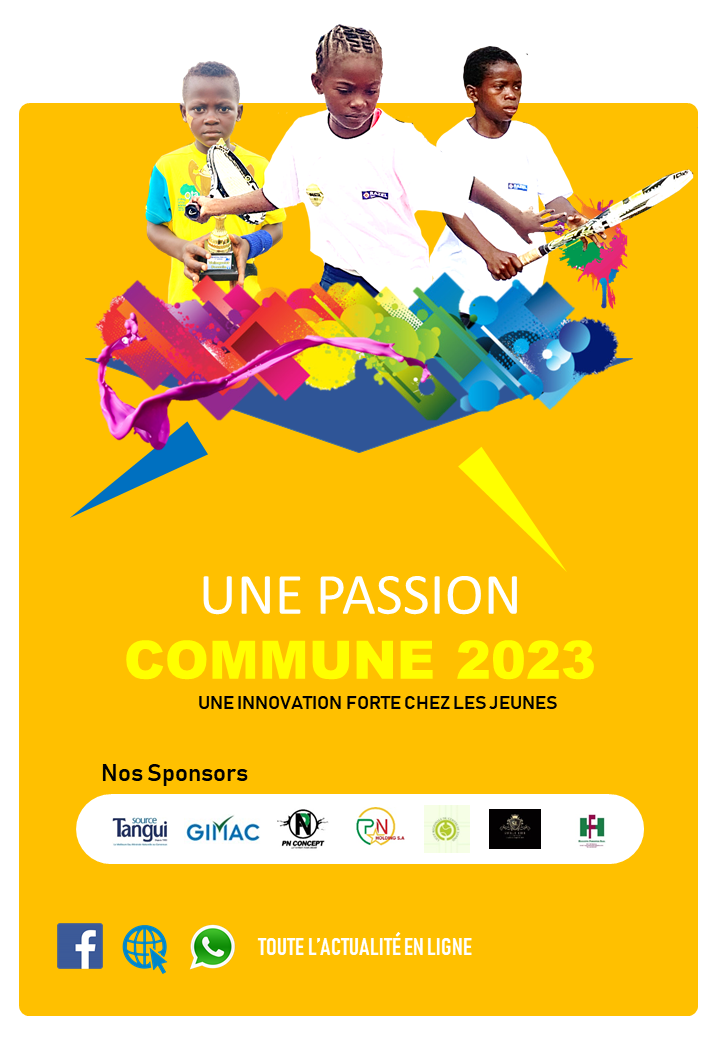 UNE PASSION
COMMUNE 2023
UNE INNOVATION FORTE CHEZ LES JEUNES
Nos Sponsors
source
Tangui
GIMAC
PN CONCEPT
PN
HOLDING S.A
TOUTE L'ACTUALITÉ EN LIGNE